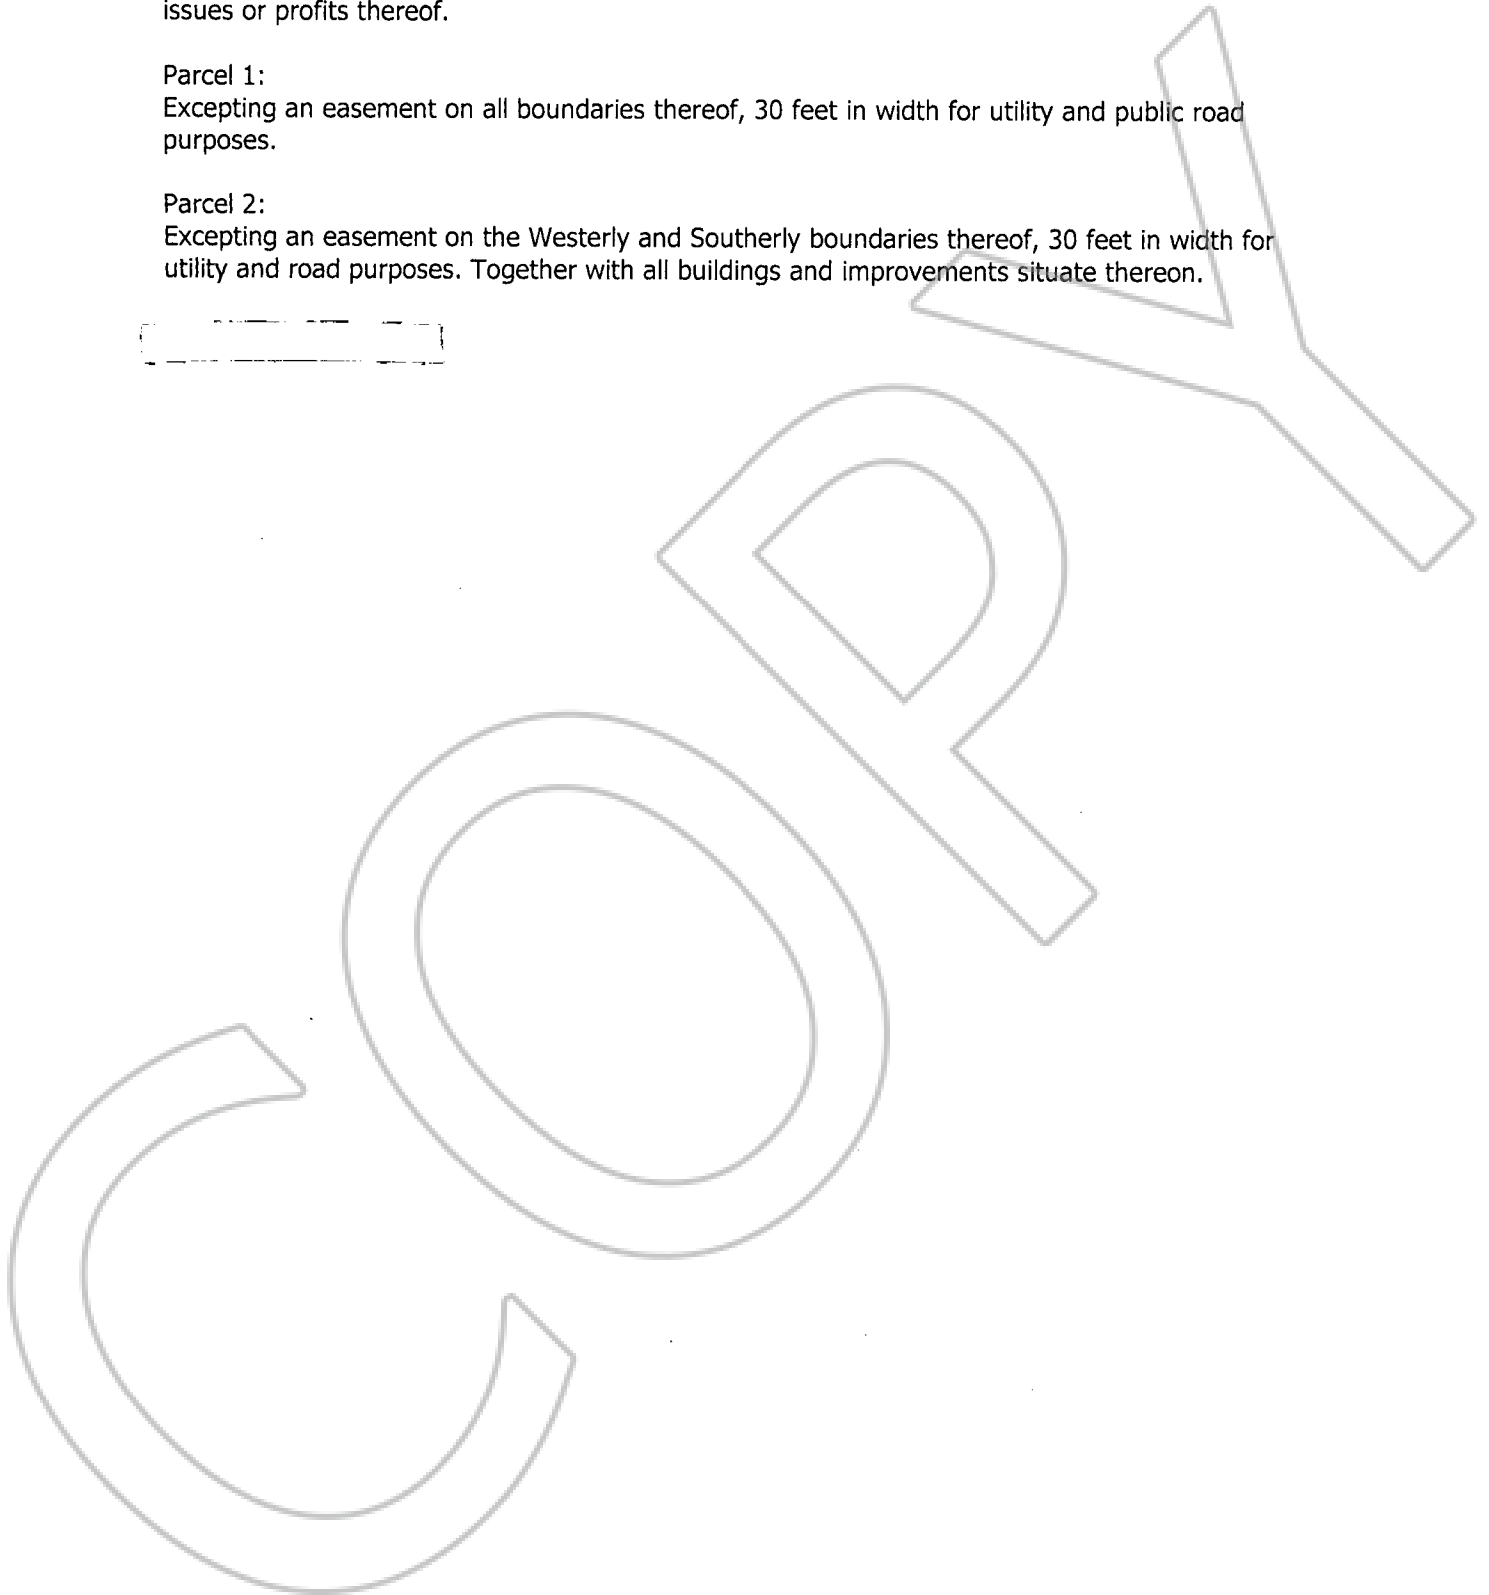 issues or profits thereof.
Parcel 1:
Excepting an easement on all boundaries thereof, 30 feet in width for utility and public road
purposes.
Parcel 2:
Excepting an easement on the Westerly and Southerly boundaries thereof, 30 feet in width for
utility and road purposes. Together with all buildings and improvements situate thereon.
COPY